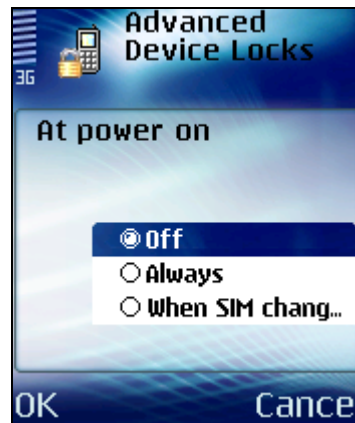 Advanced
Device Locks
3G
At power on
Off
Always
When SIM chang...
OK
Cance